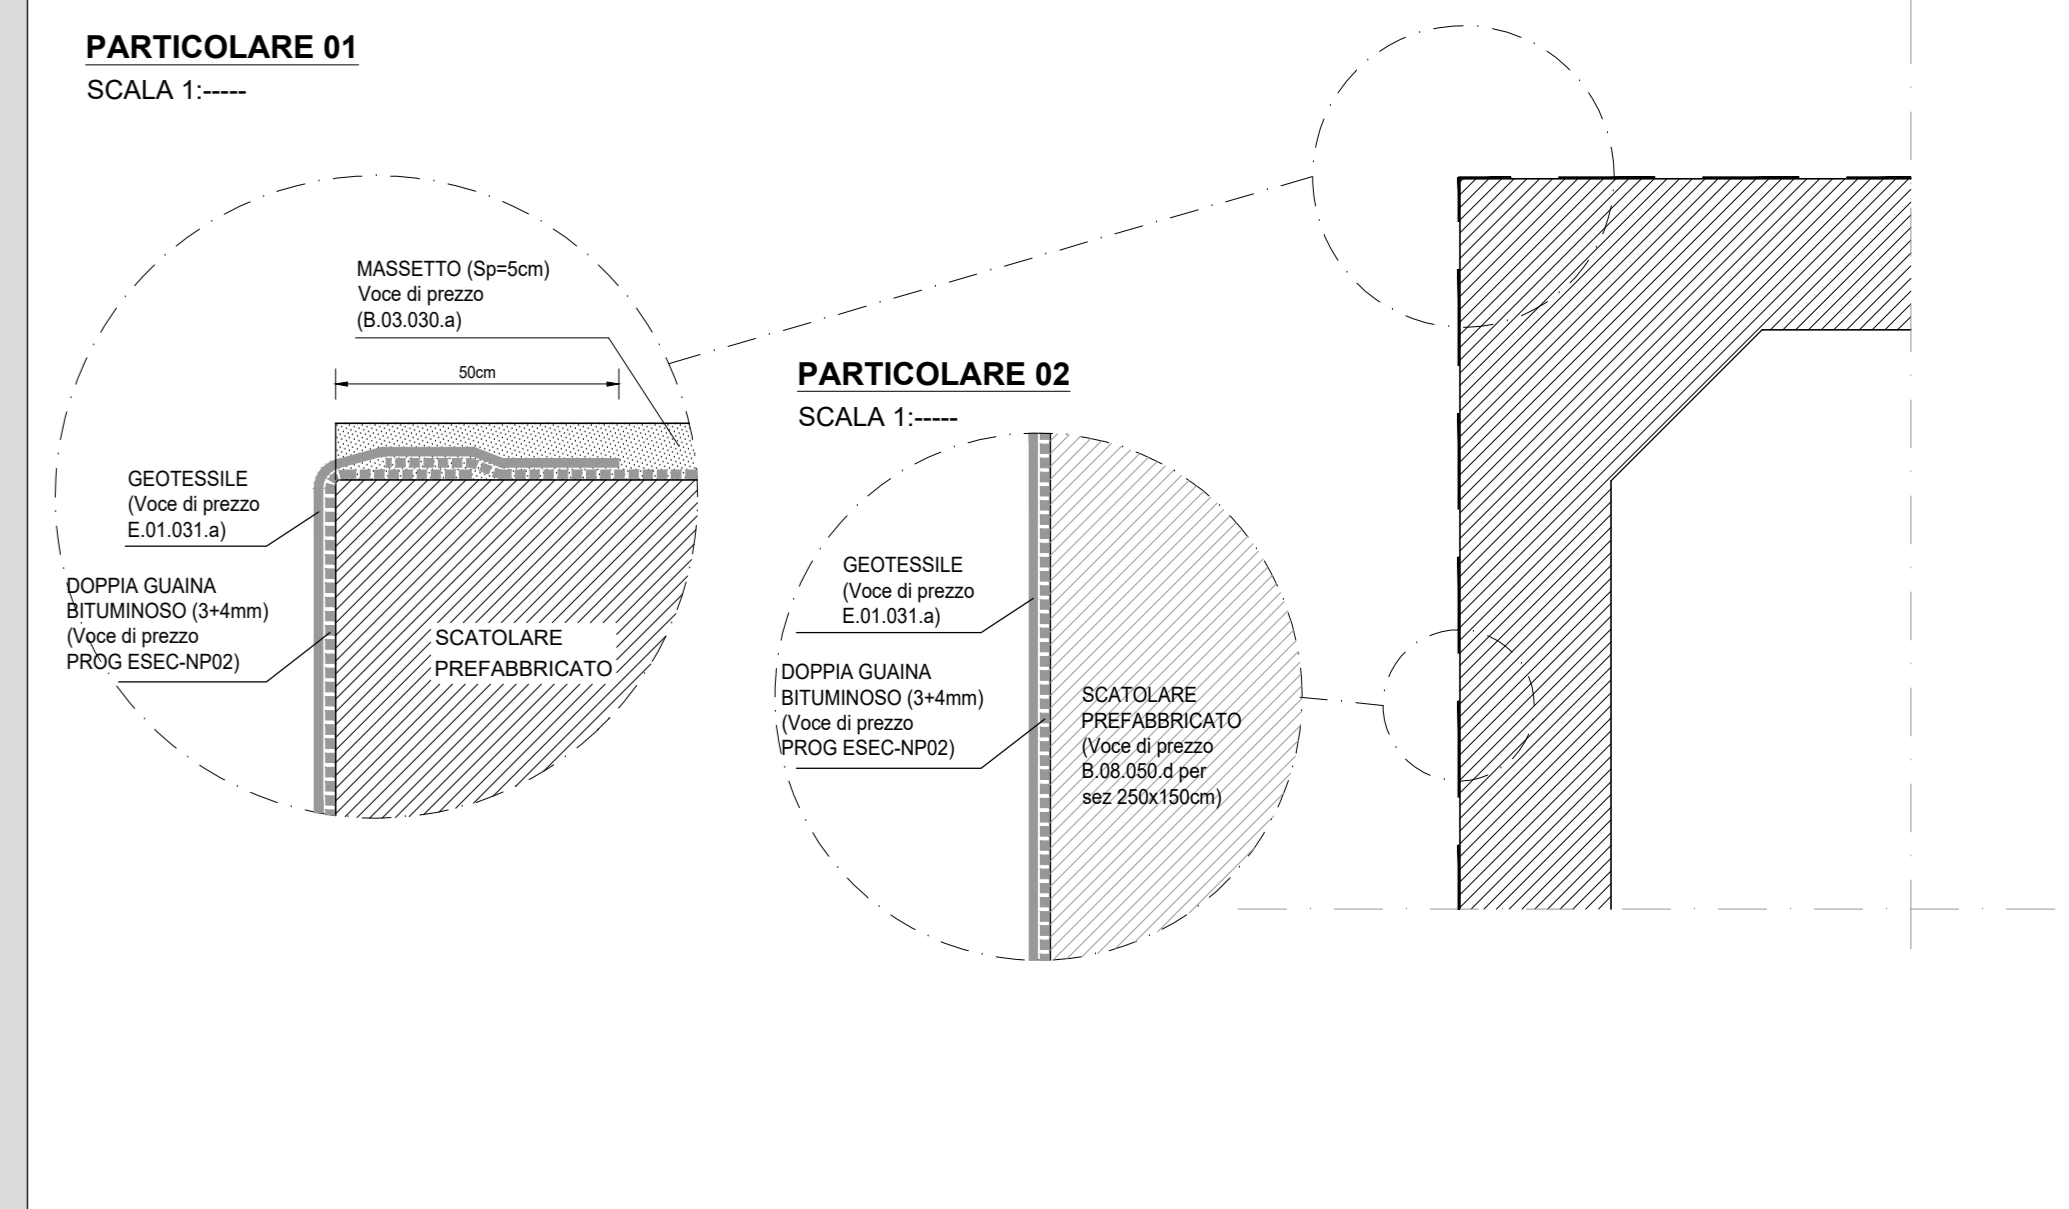 PARTICOLARE 01
SCALA 1:-----
MASSETTO (Sp=5cm)
Voce di prezzo
(B.03.030.a)
50cm
GEOTESSILE
(Voce di prezzo
E.01.031.a)
DOPPIA GUAINA
BITUMINOSO (3+4mm)
(Voce di prezzo
PROG ESEC-NP02)
SCATOLARE
PREFABBRICATO
PARTICOLARE 02
SCALA 1:-----
GEOTESSILE
(Voce di prezzo
E.01.031.a)
DOPPIA GUAINA
BITUMINOSO (3+4mm)
(Voce di prezzo
PROG ESEC-NP02)
SCATOLARE
PREFABBRICATO
(Voce di prezzo
B.08.050.d per
sez 250x150cm)